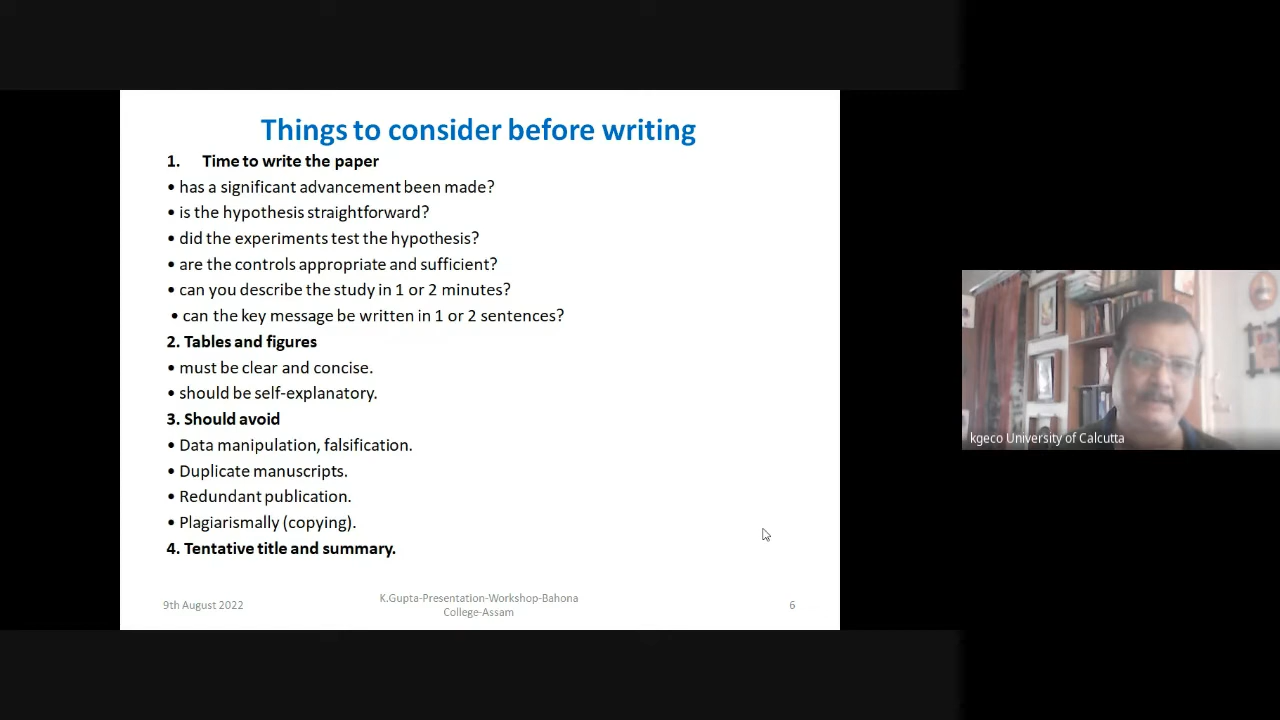 Things to consider before writing
1. Time to write the paper
• has a significant advancement been made?
• is the hypothesis straightforward?
• did the experiments test the hypothesis?
• are the controls appropriate and sufficient?
• can you describe the study in 1 or 2 minutes?
• can the key message be written in 1 or 2 sentences?
2. Tables and figures
• must be clear and concise.
• should be self-explanatory.
3. Should avoid
• Data manipulation, falsification.
• Duplicate manuscripts.
• Redundant publication.
• Plagiarismally (copying).
4. Tentative title and summary.
9th August 2022
K.Gupta-Presentation-Workshop-Bahona
College-Assam
6
kgeco University of Calcutta